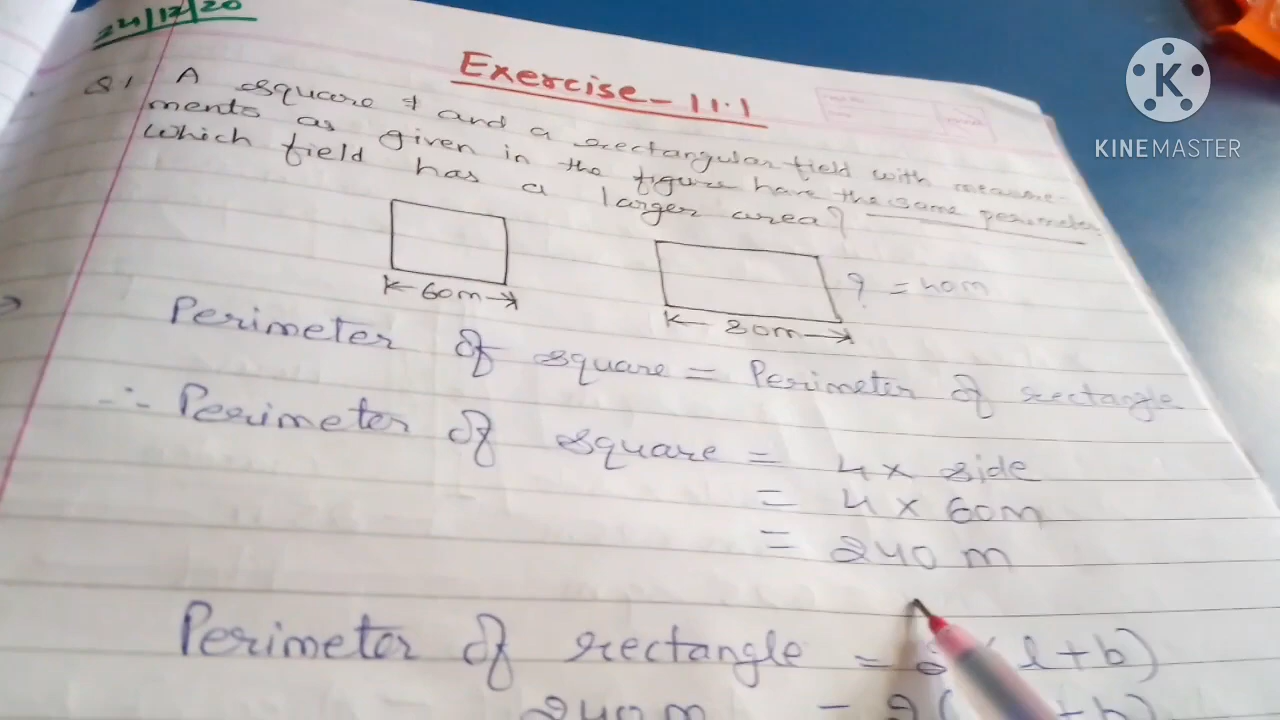 24/12/20
Exercise - 11.1
Q1 A square & and a rectangular field with measure-
ments as given in the figure have the same perimeter
which field has a larger area?
60m
80m
? = 40m
Perimeter of square = Perimeter of rectangle
∴ Perimeter of square = 4 x side
= 4 x 60m
= 240 m
Perimeter of rectangle = 2(l+b)
240m = 2( +b)
K
KINEMASTER